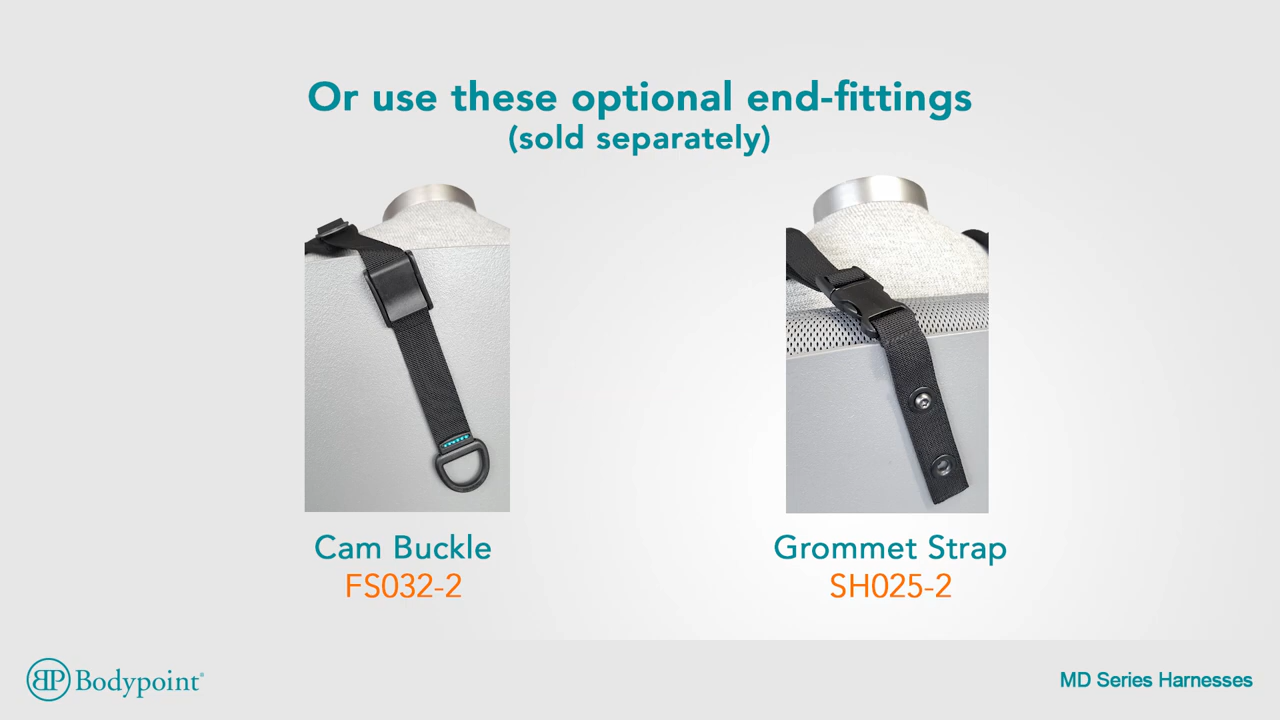 Or use these optional end-fittings
(sold separately)
Cam Buckle
FS032-2
Grommet Strap
SH025-2
BP Bodypoint®
MD Series Harnesses